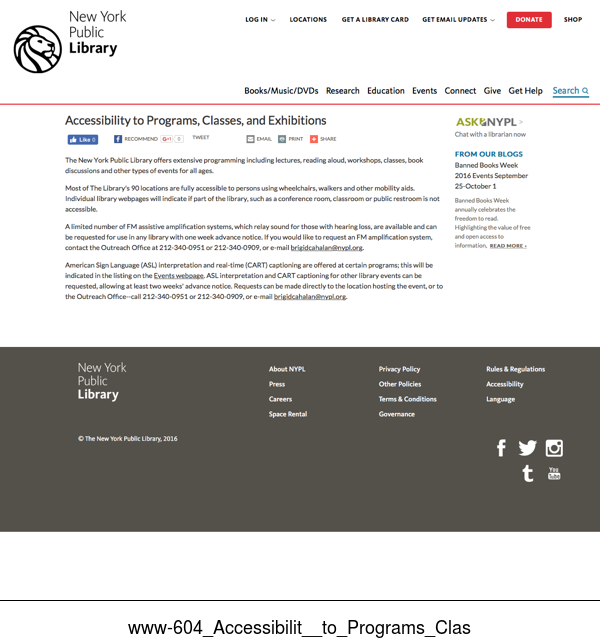 New York
Public
Library
LOG IN
LOCATIONS
GET A LIBRARY CARD
GET EMAIL UPDATES
DONATE
SHOP
Books/Music/DVDs Research Education Events Connect Give Get Help Search
Accessibility to Programs, Classes, and Exhibitions
Like 0
RECOMMEND
G+1 0
TWEET
EMAIL
PRINT
SHARE
The New York Public Library offers extensive programming including lectures, reading aloud, workshops, classes, book
discussions and other types of events for all ages.
Most of The Library's 90 locations are fully accessible to persons using wheelchairs, walkers and other mobility aids.
Individual library webpages will indicate if part of the library, such as a conference room, classroom or public restroom is not
accessible.
A limited number of FM assistive amplification systems, which relay sound for those with hearing loss, are available and can
be requested for use in any library with one week advance notice. If you would like to request an FM amplification system,
contact the Outreach Office at 212-340-0951 or 212-340-0909, or e-mail brigidcahalan@nypl.org.
American Sign Language (ASL) interpretation and real-time (CART) captioning are offered at certain programs; this will be
indicated in the listing on the Events webpage. ASL interpretation and CART captioning for other library events can be
requested, allowing at least two weeks' advance notice. Requests can be made directly to the location hosting the event, or to
the Outreach Office--call 212-340-0951 or 212-340-0909, or e-mail brigidcahalan@nypl.org.
ASK NYPL >
Chat with a librarian now
FROM OUR BLOGS
Banned Books Week
2016 Events September
25-October 1
Banned Books Week
annually celebrates the
freedom to read.
Highlighting the value of free
and open access to
information. READ MORE ›
New York
Public
Library
About NYPL
Press
Careers
Space Rental
Privacy Policy
Other Policies
Terms & Conditions
Governance
Rules & Regulations
Accessibility
Language
© The New York Public Library, 2016
f
t
You
Tube
www-604_Accessibilit__to_Programs_Clas